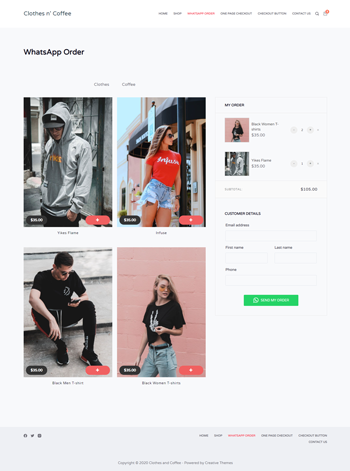 Clothes n' Coffee
HOME SHOP WHATSAPP ORDER ONE PAGE CHECKOUT CHECKOUT BUTTON CONTACT US
WhatsApp Order
Clothes Coffee
$35.00 +
$35.00 +
Yikes Flame
Infuse
$35.00 +
$35.00 +
Black Men T-shirt
Black Women T-shirts
MY ORDER
Black Women T-
shirts
$35.00
Yikes Flame
$35.00
SUBTOTAL: $105.00
CUSTOMER DETAILS
Email address
First name Last name
Phone
SEND MY ORDER
HOME SHOP WHATSAPP ORDER ONE PAGE CHECKOUT CHECKOUT BUTTON
CONTACT US
Copyright © 2020 Clothes and Coffee - Powered by Creative Themes